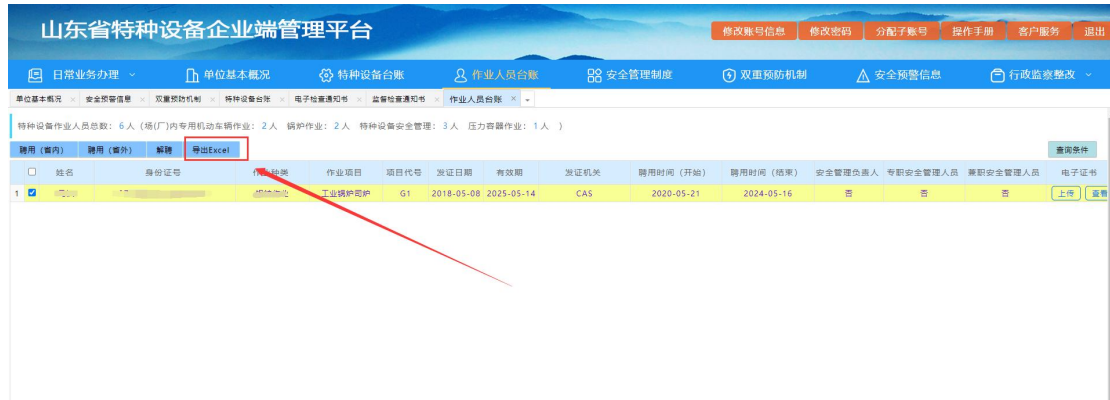 山东省特种设备企业端管理平台
修改账号信息 修改密码 分配子账号 操作手册 客户服务 退出
日常业务办理 单位基本概况 特种设备台账 作业人员台账 安全管理制度 双重预防机制 安全预警信息 行政监察整改
单位基本概况 × 安全预警信息 × 双重预防机制 × 特种设备台账 × 电子检查通知书 × 监督检查通知书 × 作业人员台账 ×
特种设备作业人员总数: 6人 (场(厂)内专用机动车辆作业: 2人 锅炉作业: 2人 特种设备安全管理: 3人 压力容器作业: 1人 )
聘用 (省内) 聘用 (省外) 解聘 导出Excel 查询条件
姓名 身份证号 作业种类 作业项目 项目代号 发证日期 有效期 发证机关 聘用时间 (开始) 聘用时间 (结束) 安全管理负责人 专职安全管理人员 兼职安全管理人员 电子证书
1 工业锅炉司炉 G1 2018-05-08 2025-05-14 CAS 2020-05-21 2024-05-16 否 否 否 上传 查看